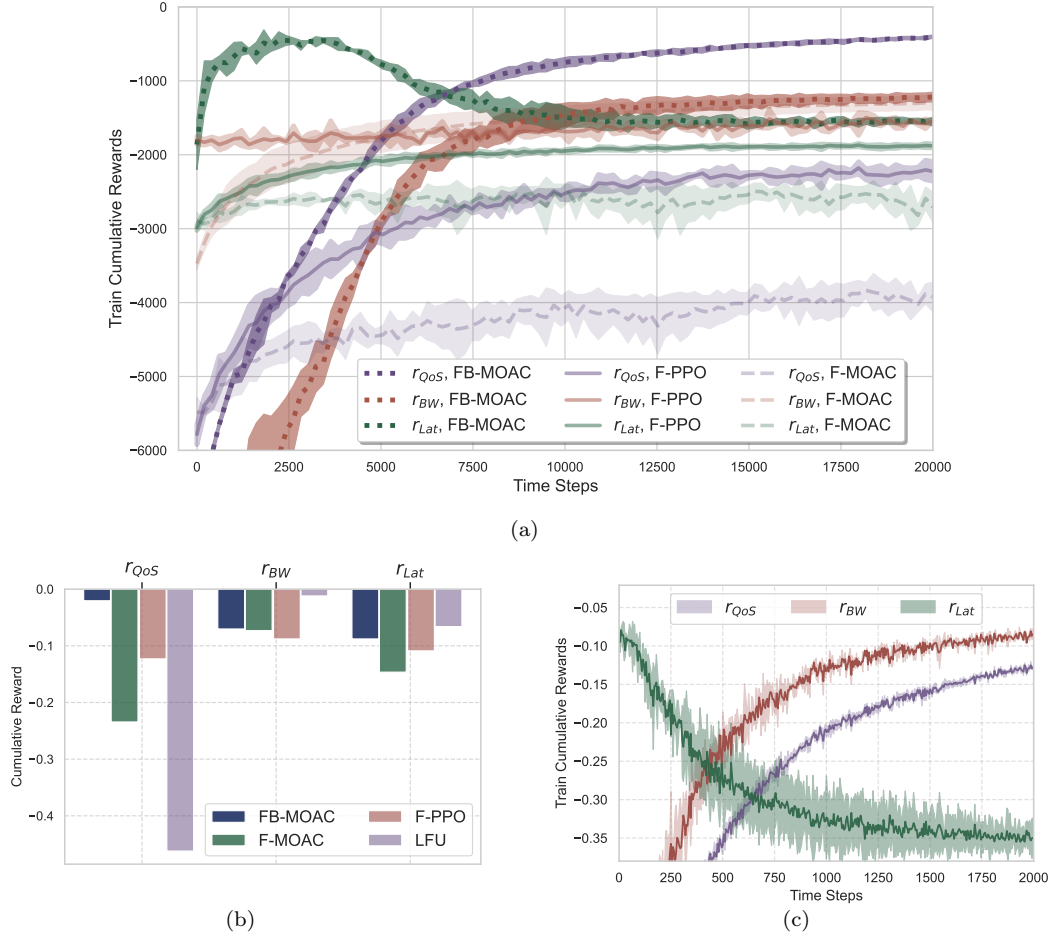 0
−1000
−2000
−3000
−4000
−5000
−6000
Train Cumulative Rewards
r_QoS, FB-MOAC
r_BW, FB-MOAC
r_Lat, FB-MOAC
r_QoS, F-PPO
r_BW, F-PPO
r_Lat, F-PPO
r_QoS, F-MOAC
r_BW, F-MOAC
r_Lat, F-MOAC
0 2500 5000 7500 10000 12500 15000 17500 20000
Time Steps
(a)
r_QoS r_BW r_Lat
0.0
−0.1
−0.2
−0.3
−0.4
Cumulative Reward
FB-MOAC
F-MOAC
F-PPO
LFU
(b)
r_QoS r_BW r_Lat
−0.05
−0.10
−0.15
−0.20
−0.25
−0.30
−0.35
Train Cumulative Rewards
0 250 500 750 1000 1250 1500 1750 2000
Time Steps
(c)